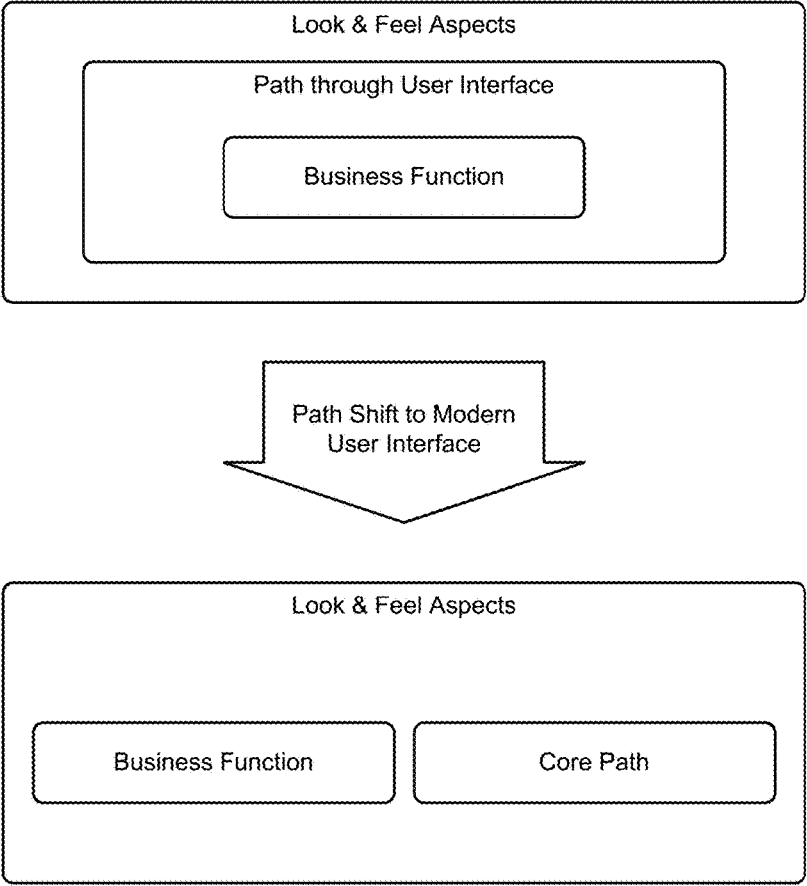 Look & Feel Aspects
Path through User Interface
Business Function
Path Shift to Modern
User Interface
Look & Feel Aspects
Business Function
Core Path